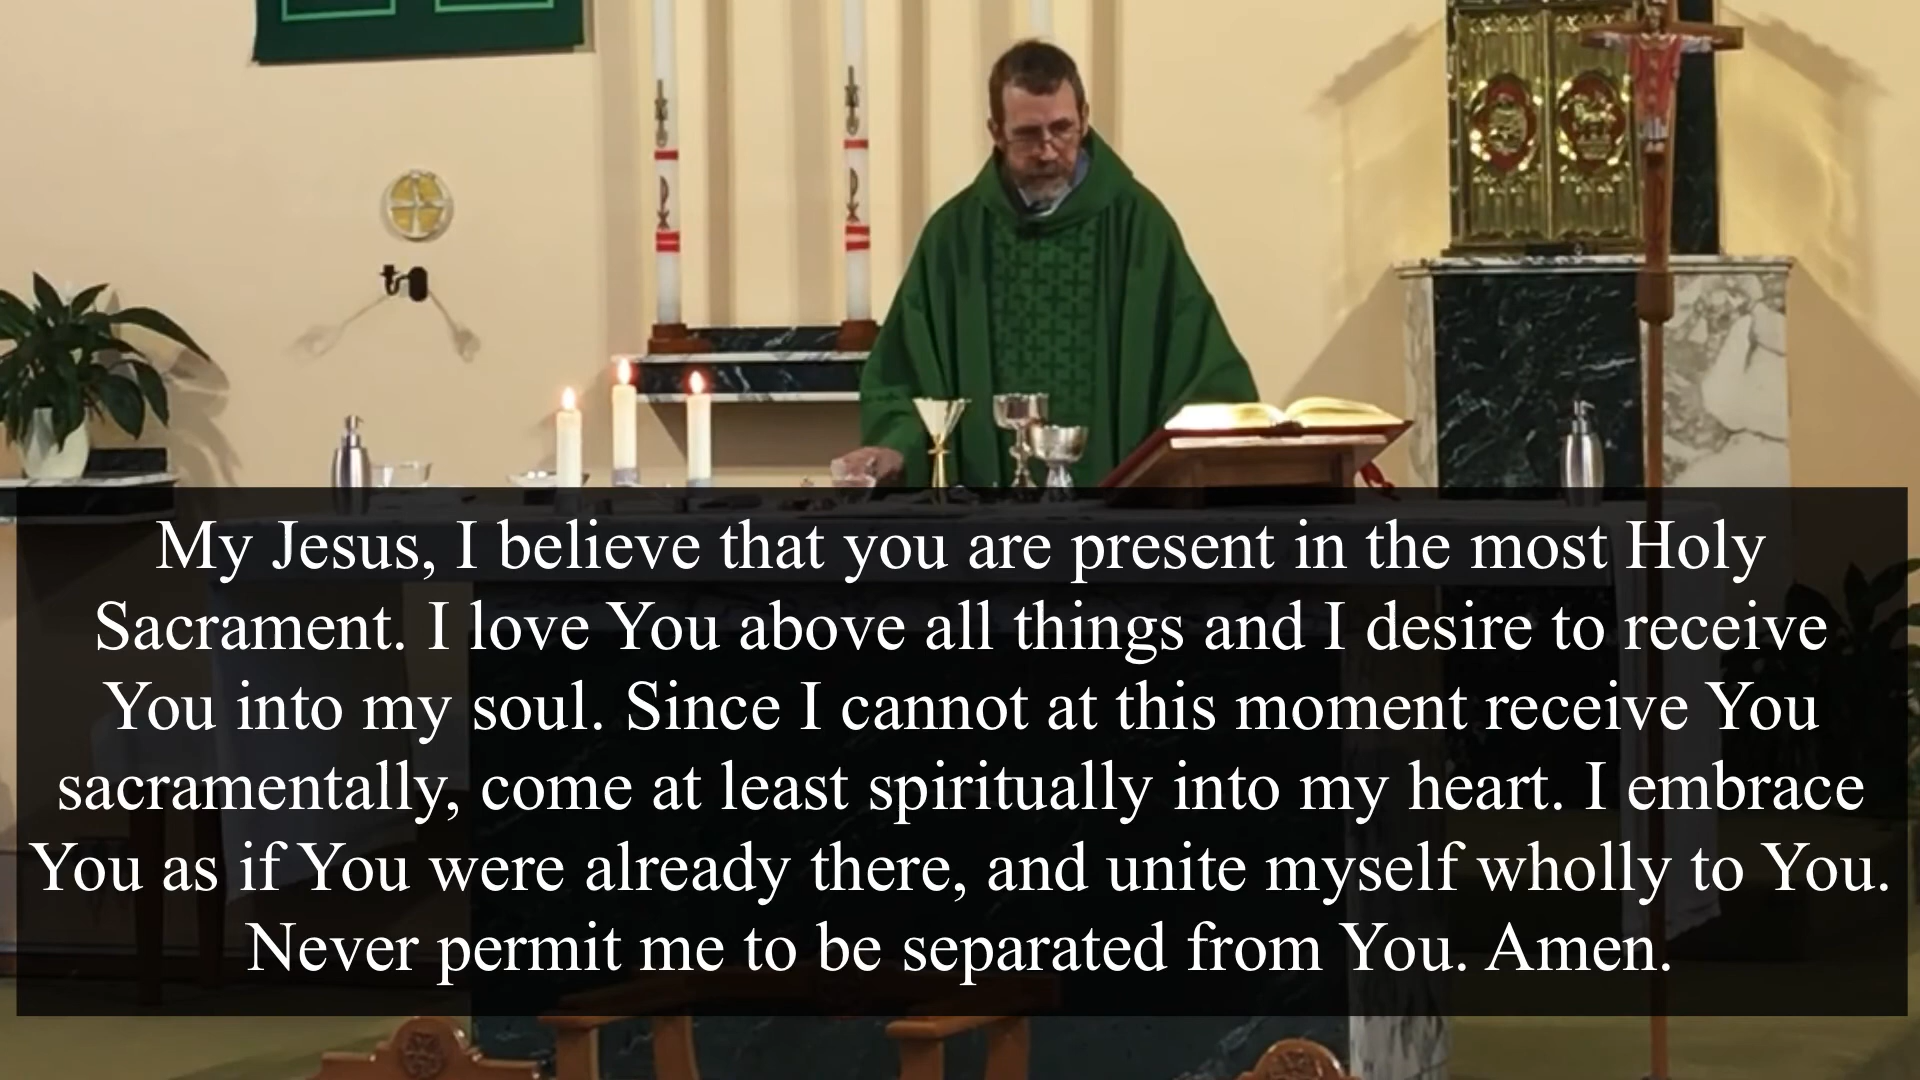 My Jesus, I believe that you are present in the most Holy
Sacrament. I love You above all things and I desire to receive
You into my soul. Since I cannot at this moment receive You
sacramentally, come at least spiritually into my heart. I embrace
You as if You were already there, and unite myself wholly to You.
Never permit me to be separated from You. Amen.